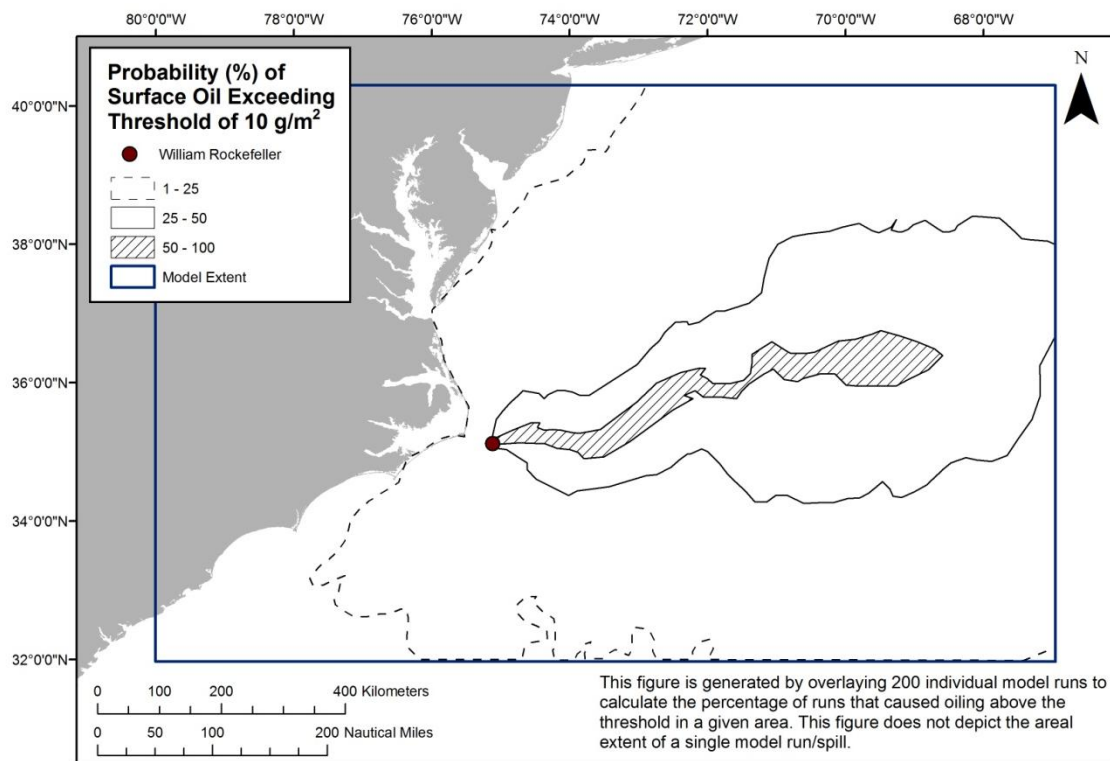 80°0'0"W 78°0'0"W 76°0'0"W 74°0'0"W 72°0'0"W 70°0'0"W 68°0'0"W
N
Probability (%) of
Surface Oil Exceeding
Threshold of 10 g/m²
William Rockefeller
1 - 25
25 - 50
50 - 100
Model Extent
40°0'0"N
38°0'0"N
36°0'0"N
34°0'0"N
32°0'0"N
0 100 200 400 Kilometers
0 50 100 200 Nautical Miles
This figure is generated by overlaying 200 individual model runs to
calculate the percentage of runs that caused oiling above the
threshold in a given area. This figure does not depict the areal
extent of a single model run/spill.